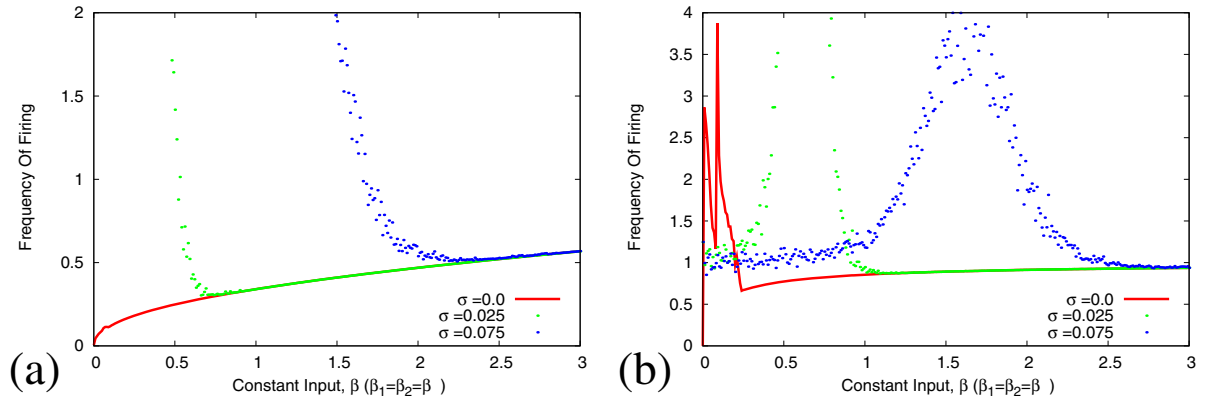 2
1.5
1
0.5
0
Frequency Of Firing
σ =0.0
σ =0.025
σ =0.075
0 0.5 1 1.5 2 2.5 3
(a)
Constant Input, β (β1=β2=β )
4
3.5
3
2.5
2
1.5
1
0.5
0
Frequency Of Firing
σ =0.0
σ =0.025
σ =0.075
0 0.5 1 1.5 2 2.5 3
(b)
Constant Input, β (β1=β2=β )